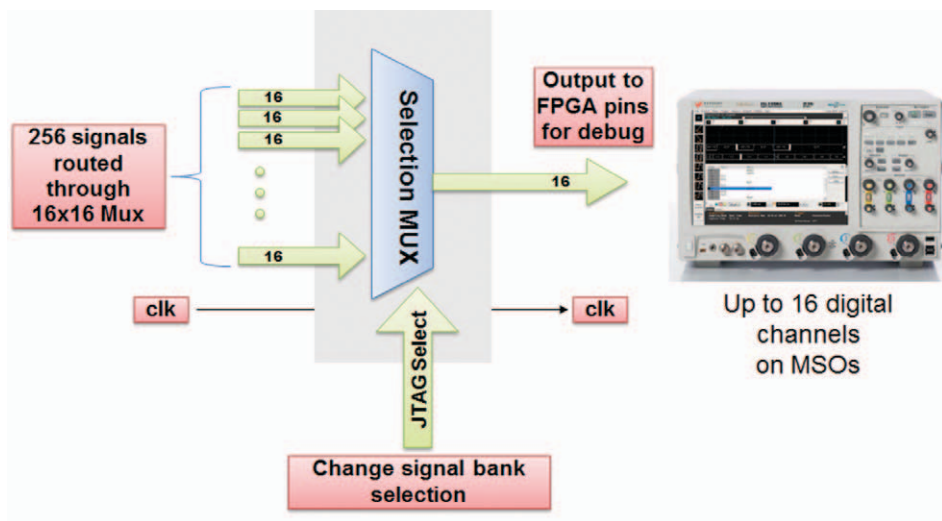 256 signals
routed
through
16x16 Mux
16
16
16
16
Selection MUX
Output to
FPGA pins
for debug
16
clk
clk
JTAG Select
Change signal bank
selection
Up to 16 digital
channels
on MSOs